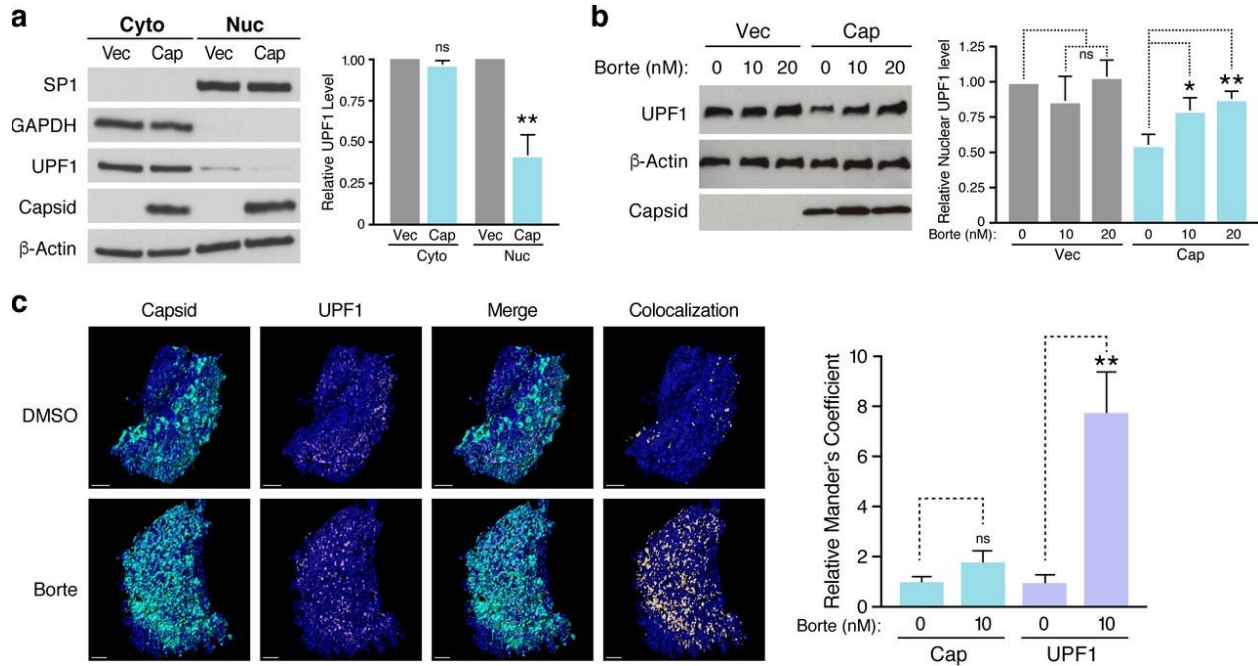 a
Cyto Nuc
Vec Cap Vec Cap
SP1
GAPDH
UPF1
Capsid
β-Actin
Relative UPF1 Level
1.00
0.75
0.50
0.25
0
ns
**
Vec Cap Vec Cap
Cyto Nuc
b
Vec Cap
Borte (nM): 0 10 20 0 10 20
UPF1
β-Actin
Capsid
Relative Nuclear UPF1 level
1.25
1.00
0.75
0.50
0.25
0
ns
*
**
Borte (nM): 0 10 20 0 10 20
Vec Cap
c
Capsid UPF1 Merge Colocalization
DMSO
Borte
Relative Mander's Coefficient
10
8
6
4
2
0
ns
**
Borte (nM): 0 10 0 10
Cap UPF1